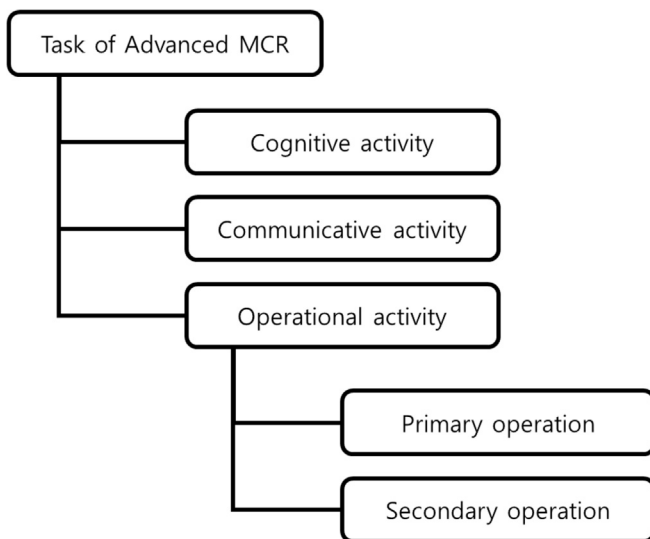 Task of Advanced MCR
Cognitive activity
Communicative activity
Operational activity
Primary operation
Secondary operation